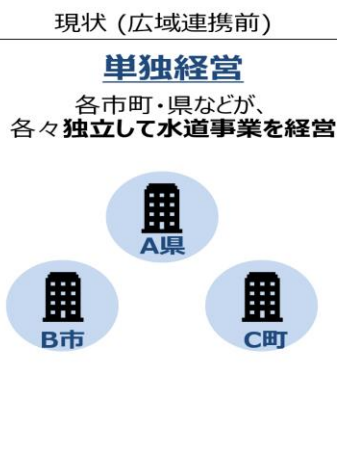 現状 (広域連携前)
単独経営
各市町・県などが、
各々独立して水道事業を経営
A県
B市
C町